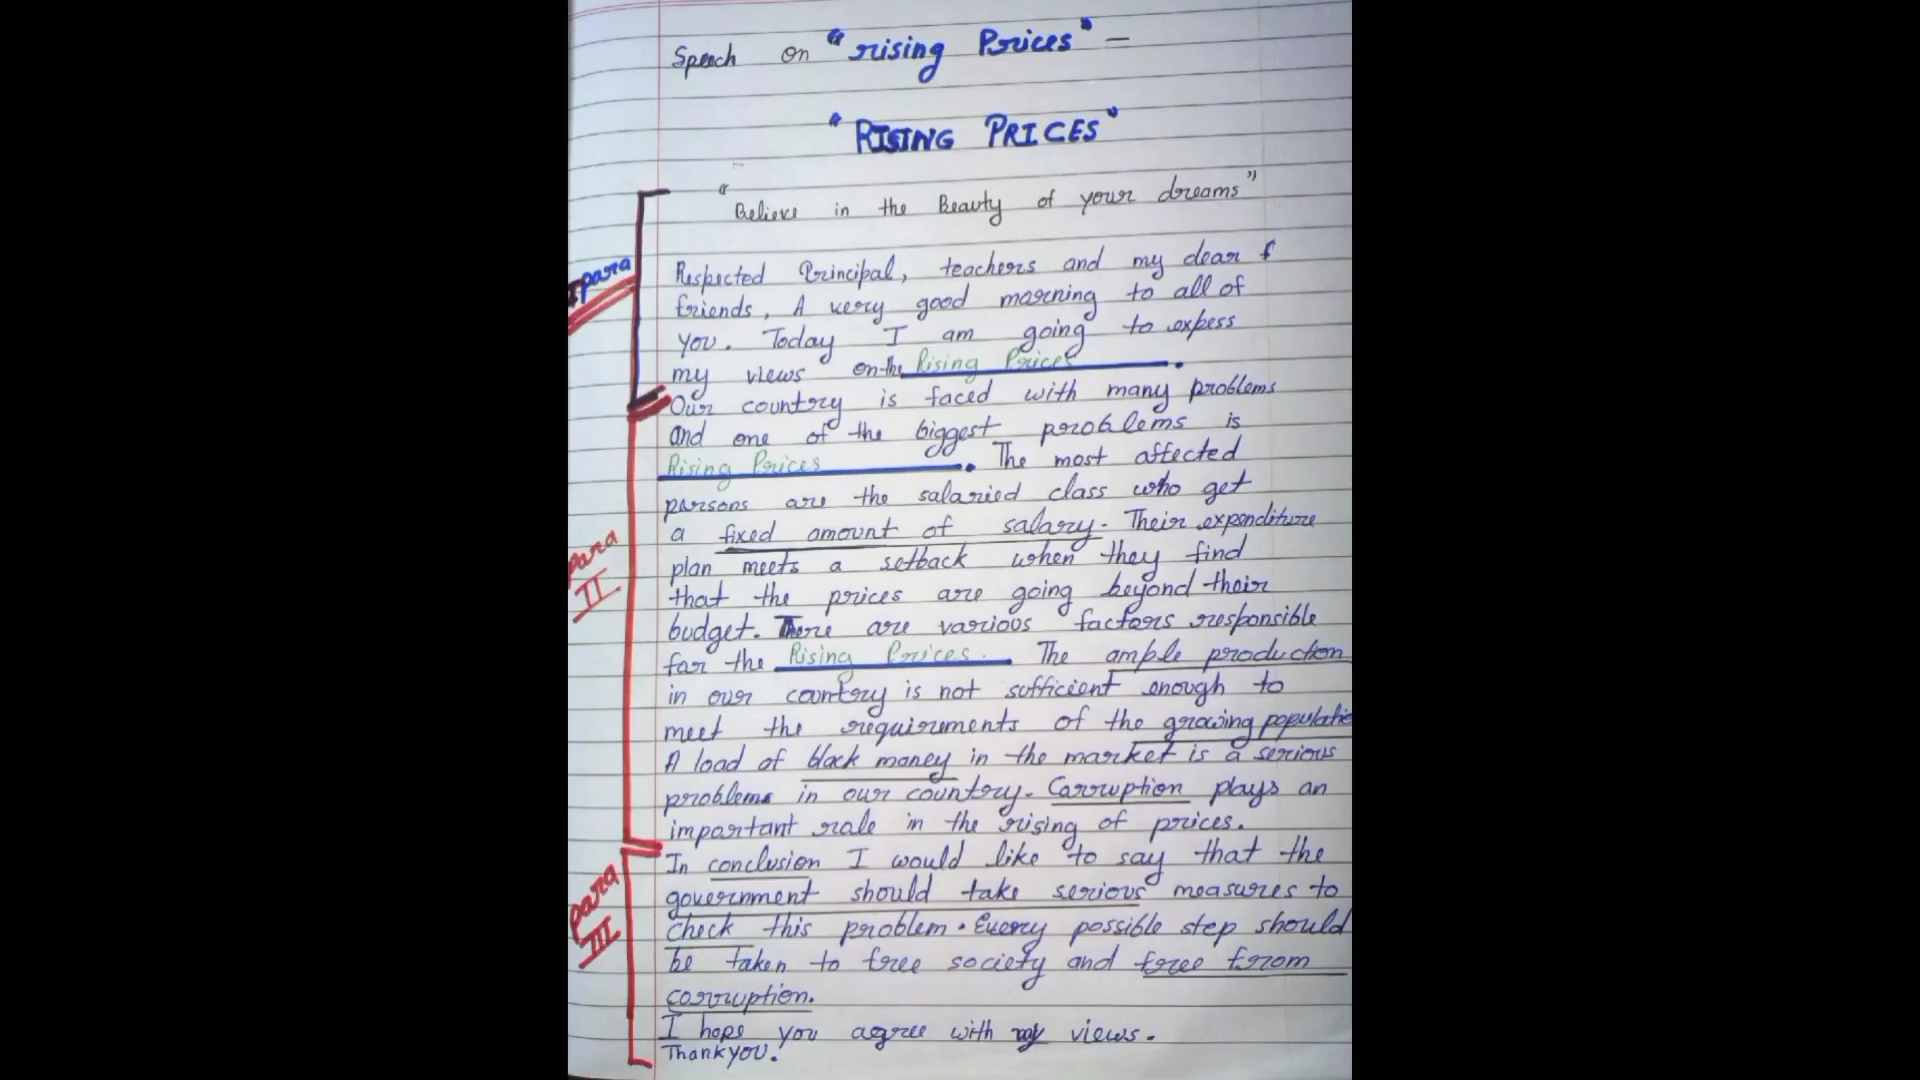 Speech on "rising Prices" –
"RISING PRICES"
"Believe in the Beauty of your dreams"
I para
Respected Principal, teachers and my dear f
friends, A very good morning to all of
you. Today I am going to expess
my views on the Rising Prices.
Our country is faced with many problems
and one of the biggest problems is
Rising Prices. The most affected
parsons are the salaried class who get
a fixed amount of salary. Their expenditure
para II
plan meets a setback when they find
that the prices are going beyond their
budget. There are various factors responsible
for the Rising Prices. The ample production
in our country is not sufficient enough to
meet the requirements of the growing populatio
A load of black money in the market is a serious
problems in our country. Corruption plays an
important role in the rising of prices.
para III
In conclusion I would like to say that the
government should take serious measures to
check this problem. Every possible step should
be taken to free society and free from
corruption.
I hope you agree with my views.
Thankyou.